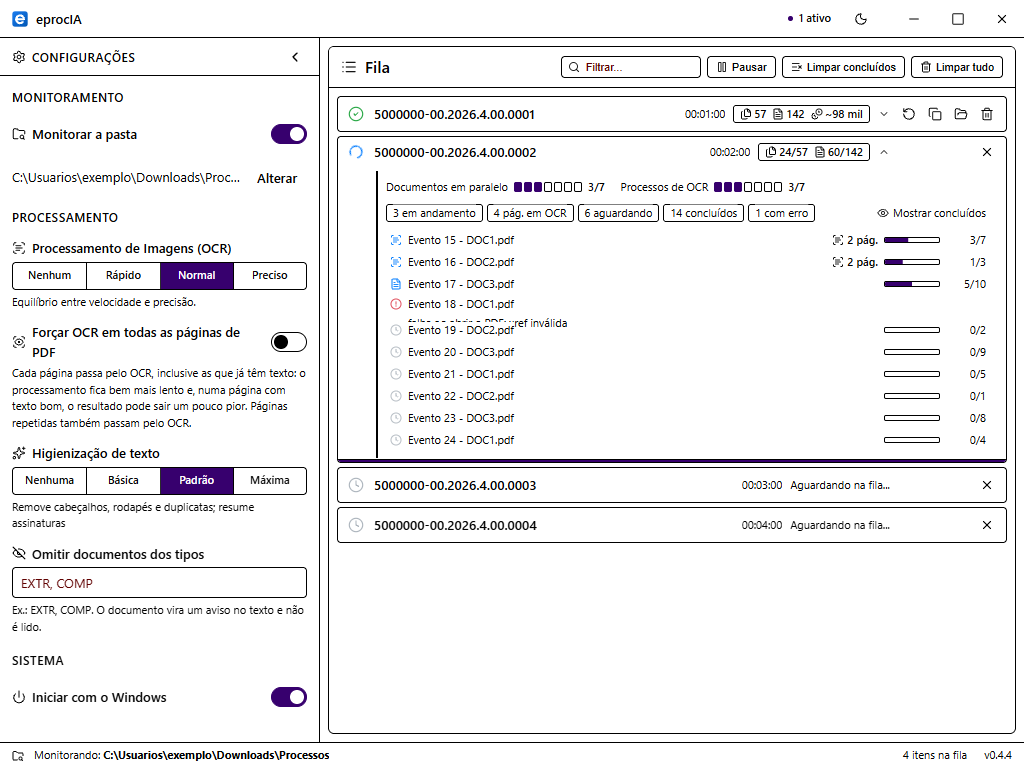 eprocIA
1 ativo
CONFIGURAÇÕES
MONITORAMENTO
Monitorar a pasta
C:\Usuarios\exemplo\Downloads\Proc...
Alterar
PROCESSAMENTO
Processamento de Imagens (OCR)
Nenhum Rápido Normal Preciso
Equilíbrio entre velocidade e precisão.
Forçar OCR em todas as páginas de
PDF
Cada página passa pelo OCR, inclusive as que já têm texto: o
processamento fica bem mais lento e, numa página com
texto bom, o resultado pode sair um pouco pior. Páginas
repetidas também passam pelo OCR.
Higienização de texto
Nenhuma Básica Padrão Máxima
Remove cabeçalhos, rodapés e duplicatas; resume
assinaturas
Omitir documentos dos tipos
EXTR, COMP
Ex.: EXTR, COMP. O documento vira um aviso no texto e não
é lido.
SISTEMA
Iniciar com o Windows
Fila
Filtrar...
Pausar
Limpar concluídos
Limpar tudo
5000000-00.2026.4.00.0001 00:01:00 57 142 ~98 mil
5000000-00.2026.4.00.0002 00:02:00 24/57 60/142
Documentos em paralelo 3/7 Processos de OCR 3/7
3 em andamento 4 pág. em OCR 6 aguardando 14 concluídos 1 com erro Mostrar concluídos
Evento 15 - DOC1.pdf 2 pág. 3/7
Evento 16 - DOC2.pdf 2 pág. 1/3
Evento 17 - DOC3.pdf 5/10
Evento 18 - DOC1.pdf
inválida
Evento 19 - DOC2.pdf 0/2
Evento 20 - DOC3.pdf 0/9
Evento 21 - DOC1.pdf 0/5
Evento 22 - DOC2.pdf 0/1
Evento 23 - DOC3.pdf 0/8
Evento 24 - DOC1.pdf 0/4
5000000-00.2026.4.00.0003 00:03:00 Aguardando na fila...
5000000-00.2026.4.00.0004 00:04:00 Aguardando na fila...
Monitorando: C:\Usuarios\exemplo\Downloads\Processos
4 itens na fila
v0.4.4